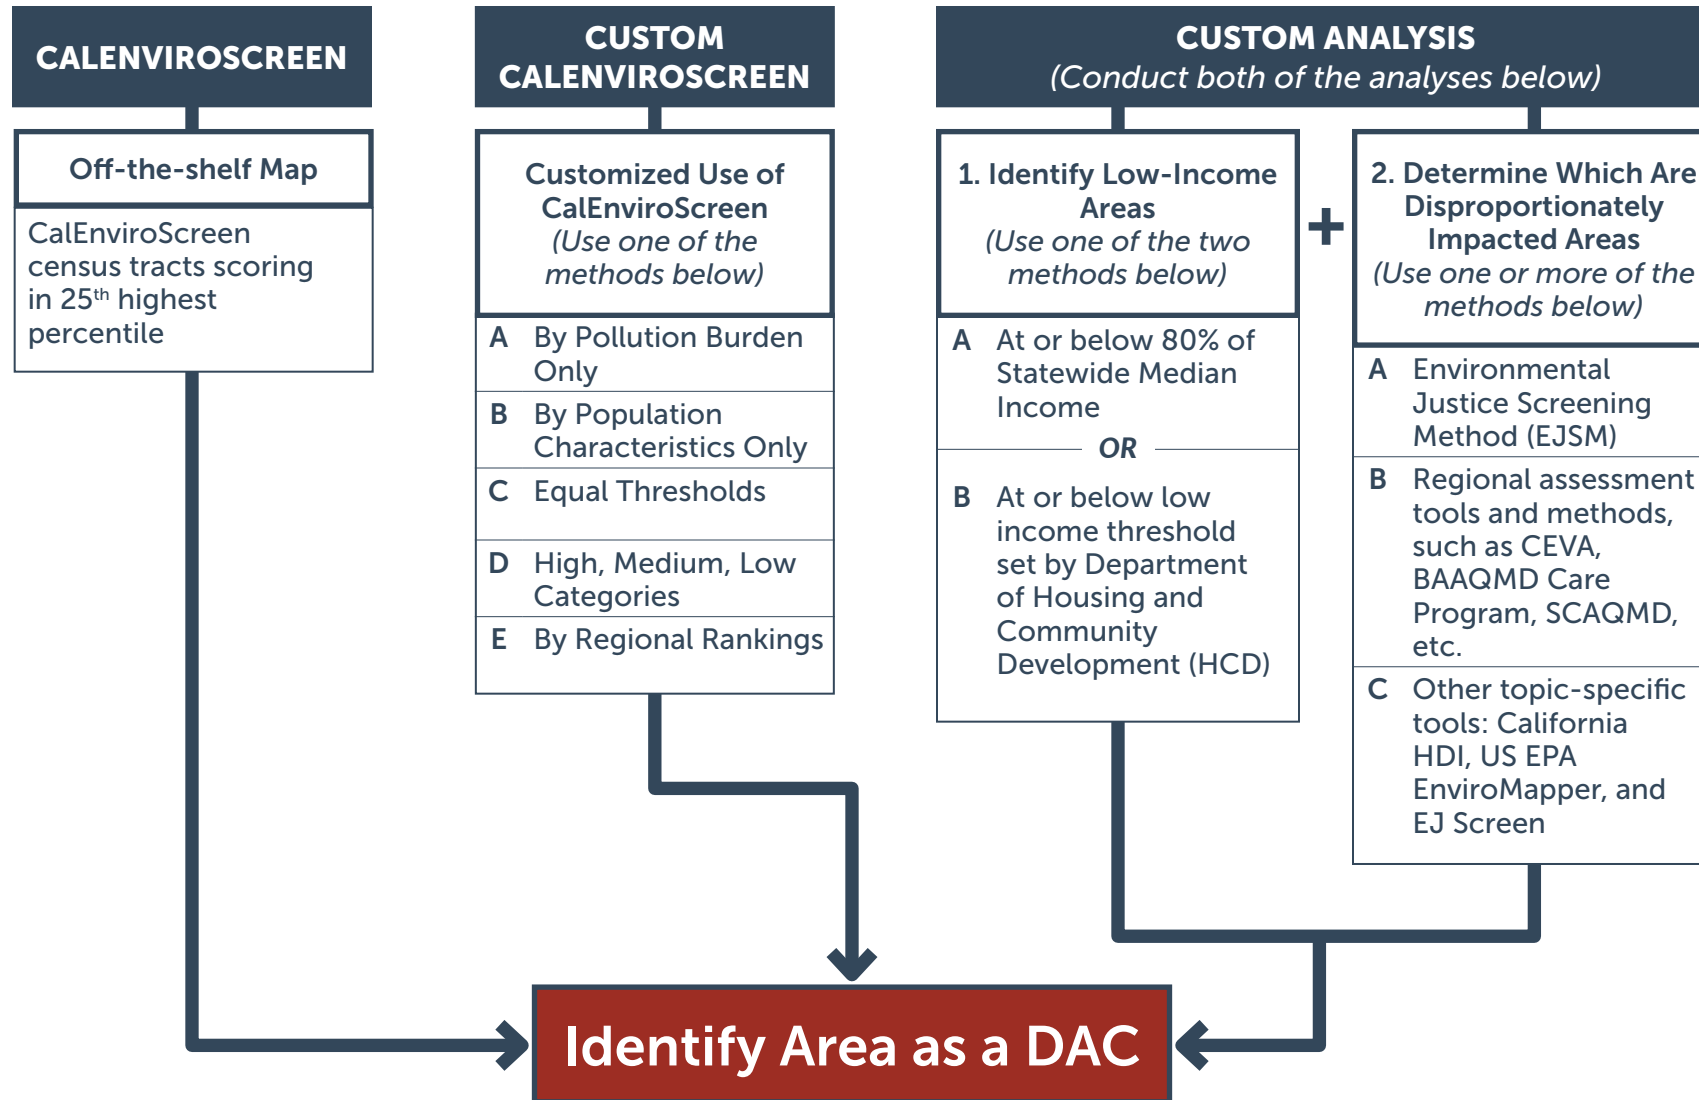 CALENVIROSCREEN
Off-the-shelf Map
CalEnviroScreen
census tracts scoring
in 25th highest
percentile
CUSTOM
CALENVIROSCREEN
Customized Use of
CalEnviroScreen
(Use one of the
methods below)
A By Pollution Burden
Only
B By Population
Characteristics Only
C Equal Thresholds
D High, Medium, Low
Categories
E By Regional Rankings
CUSTOM ANALYSIS
(Conduct both of the analyses below)
1. Identify Low-Income
Areas
(Use one of the two
methods below)
A At or below 80% of
Statewide Median
Income
OR
B At or below low
income threshold
set by Department
of Housing and
Community
Development (HCD)
+
2. Determine Which Are
Disproportionately
Impacted Areas
(Use one or more of the
methods below)
A Environmental
Justice Screening
Method (EJSM)
B Regional assessment
tools and methods,
such as CEVA,
BAAQMD Care
Program, SCAQMD,
etc.
C Other topic-specific
tools: California
HDI, US EPA
EnviroMapper, and
EJ Screen
Identify Area as a DAC